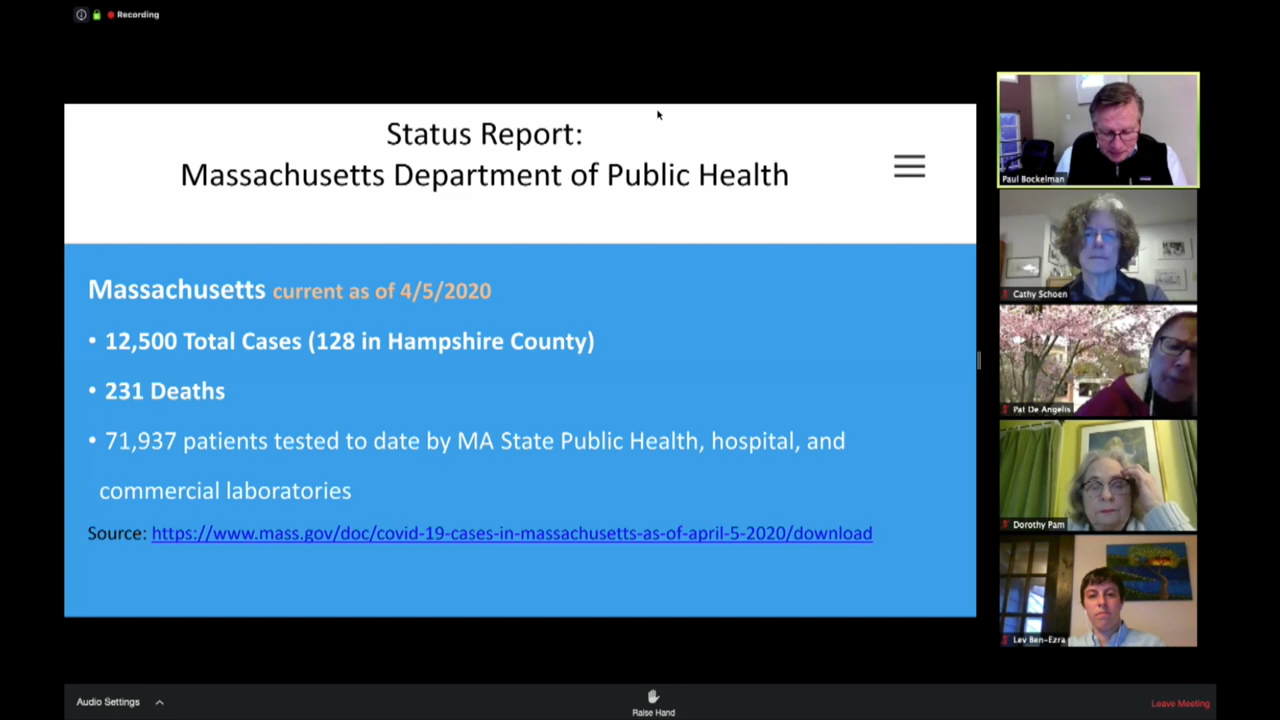 Recording
Status Report:
Massachusetts Department of Public Health
Massachusetts current as of 4/5/2020
• 12,500 Total Cases (128 in Hampshire County)
• 231 Deaths
• 71,937 patients tested to date by MA State Public Health, hospital, and
commercial laboratories
Source: https://www.mass.gov/doc/covid-19-cases-in-massachusetts-as-of-april-5-2020/download
Paul Bockelman
Cathy Schoen
Pat De Angelis
Dorothy Pam
Lev Ben-Ezra
Audio Settings
Raise Hand
Leave Meeting